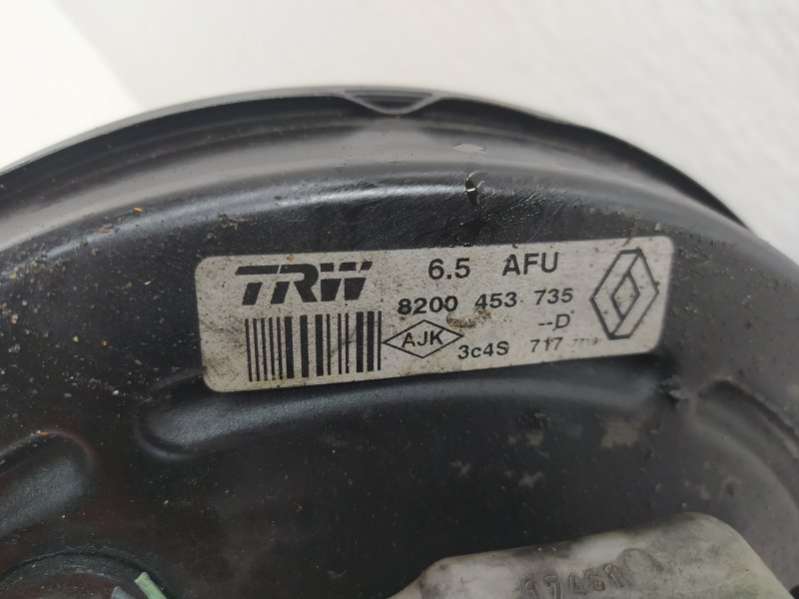 TRW 6.5 AFU
8200 453 735
--D
AJK 3c4S 717